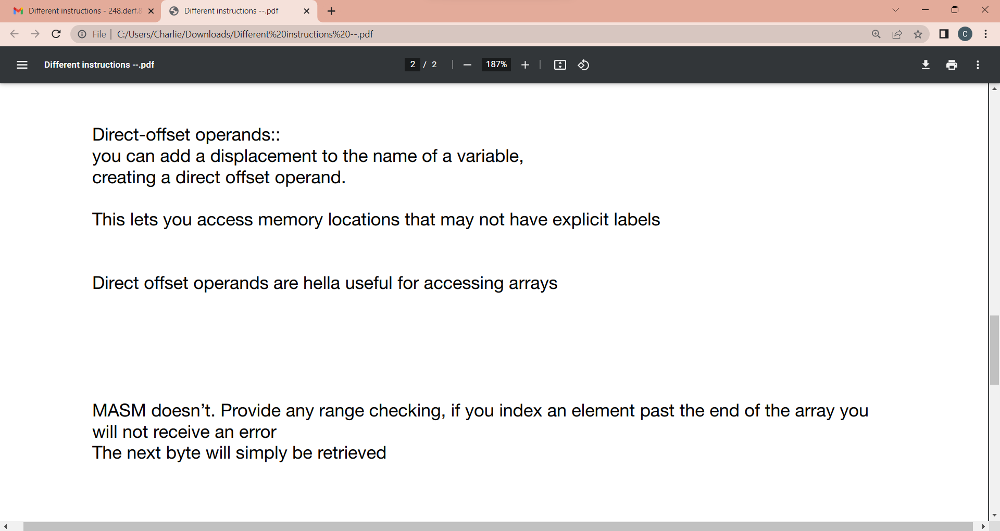 Different instructions - 248.derf.8
Different instructions --.pdf
File
C:/Users/Charlie/Downloads/Different%20instructions%20--.pdf
C
Different instructions --.pdf
2 / 2
187%
Direct-offset operands::
you can add a displacement to the name of a variable,
creating a direct offset operand.
This lets you access memory locations that may not have explicit labels
Direct offset operands are hella useful for accessing arrays
MASM doesn’t. Provide any range checking, if you index an element past the end of the array you
will not receive an error
The next byte will simply be retrieved